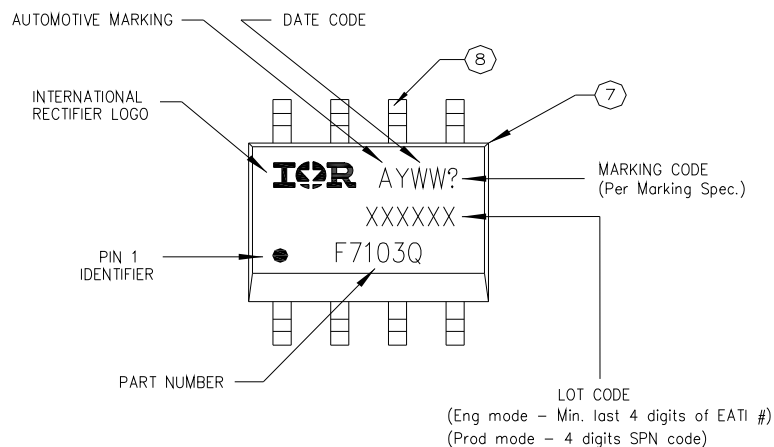 AUTOMOTIVE MARKING
DATE CODE
8
7
INTERNATIONAL
RECTIFIER LOGO
IOR
AYWW?
MARKING CODE
(Per Marking Spec.)
XXXXXX
PIN 1
IDENTIFIER
F7103Q
PART NUMBER
LOT CODE
(Eng mode – Min. last 4 digits of EATI #)
(Prod mode – 4 digits SPN code)